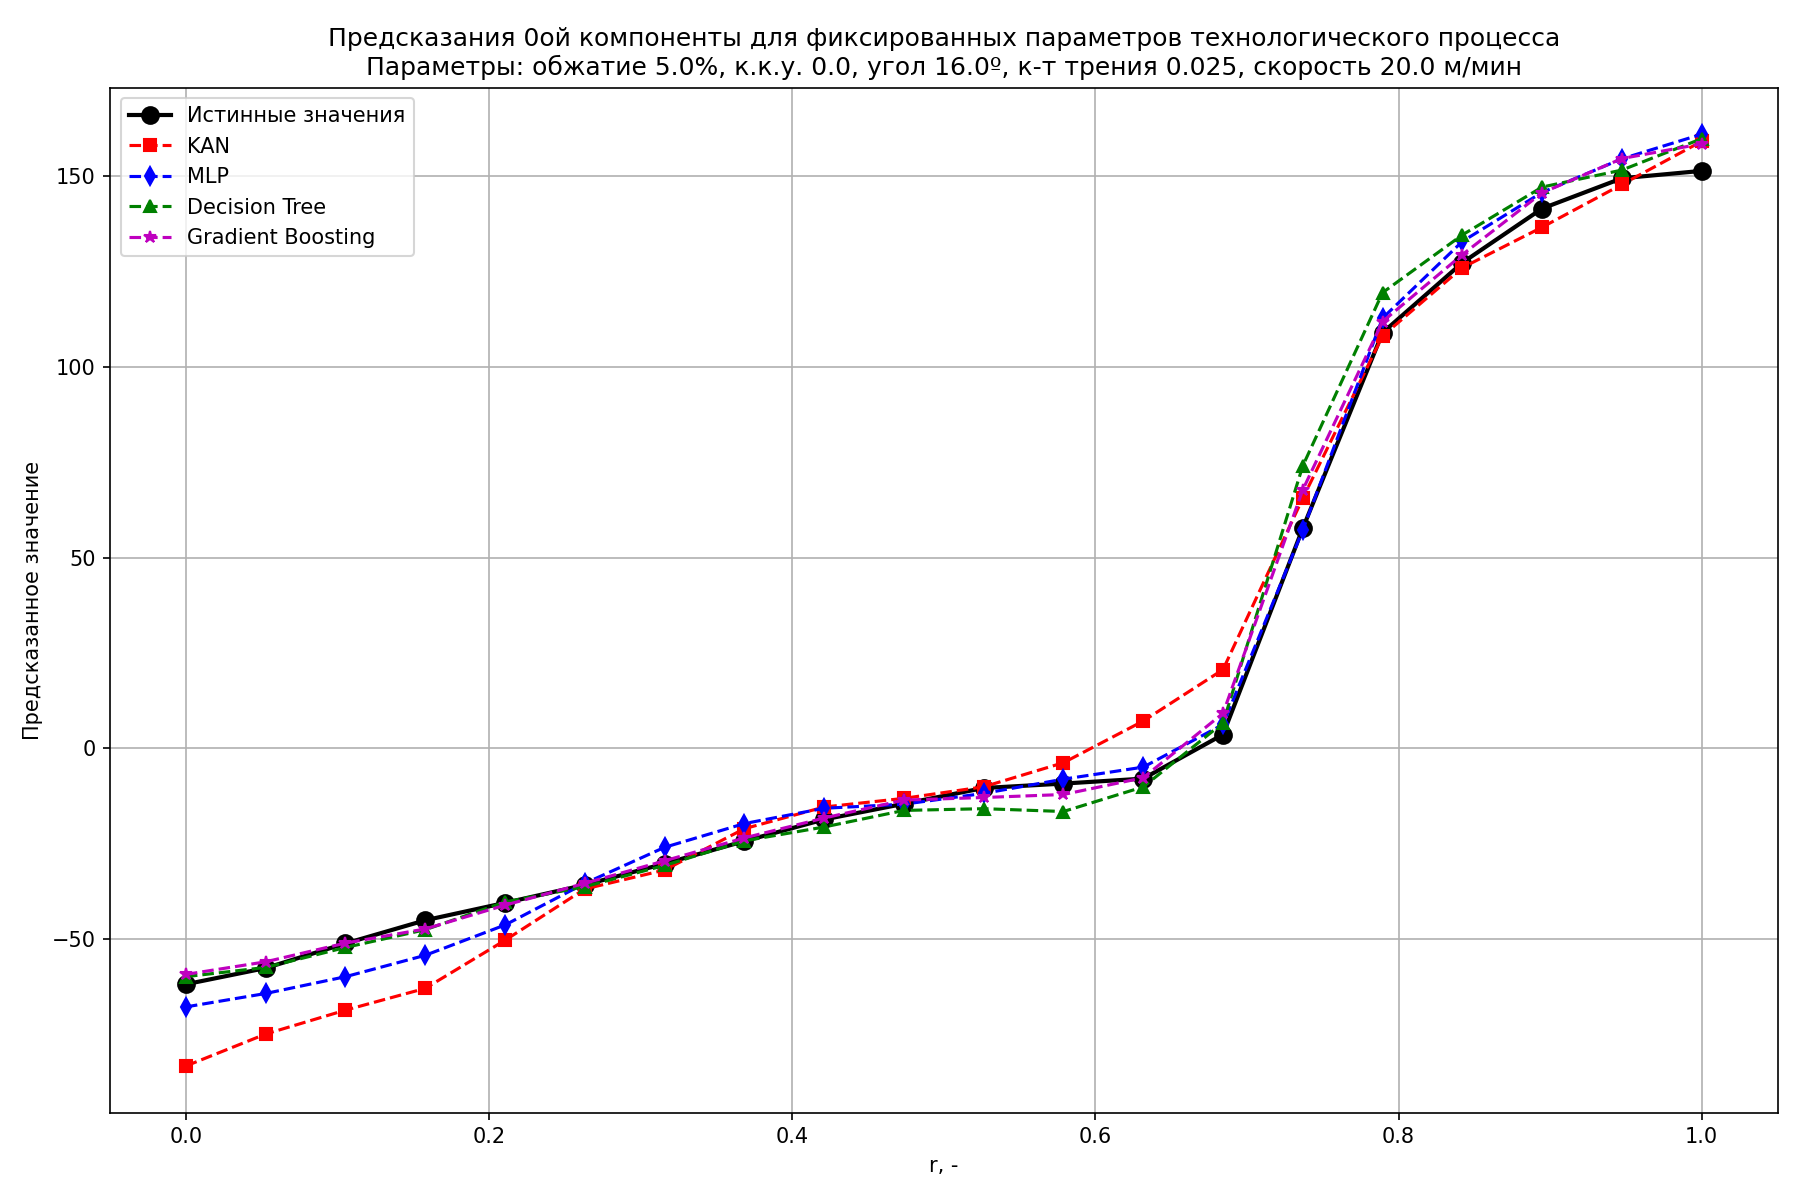 Предсказания 0ой компоненты для фиксированных параметров технологического процесса
Параметры: обжатие 5.0%, к.к.у. 0.0, угол 16.0º, к-т трения 0.025, скорость 20.0 м/мин
Истинные значения
KAN
MLP
Decision Tree
Gradient Boosting
Предсказанное значение
150
100
50
0
−50
0.0
0.2
0.4
0.6
0.8
1.0
r, -